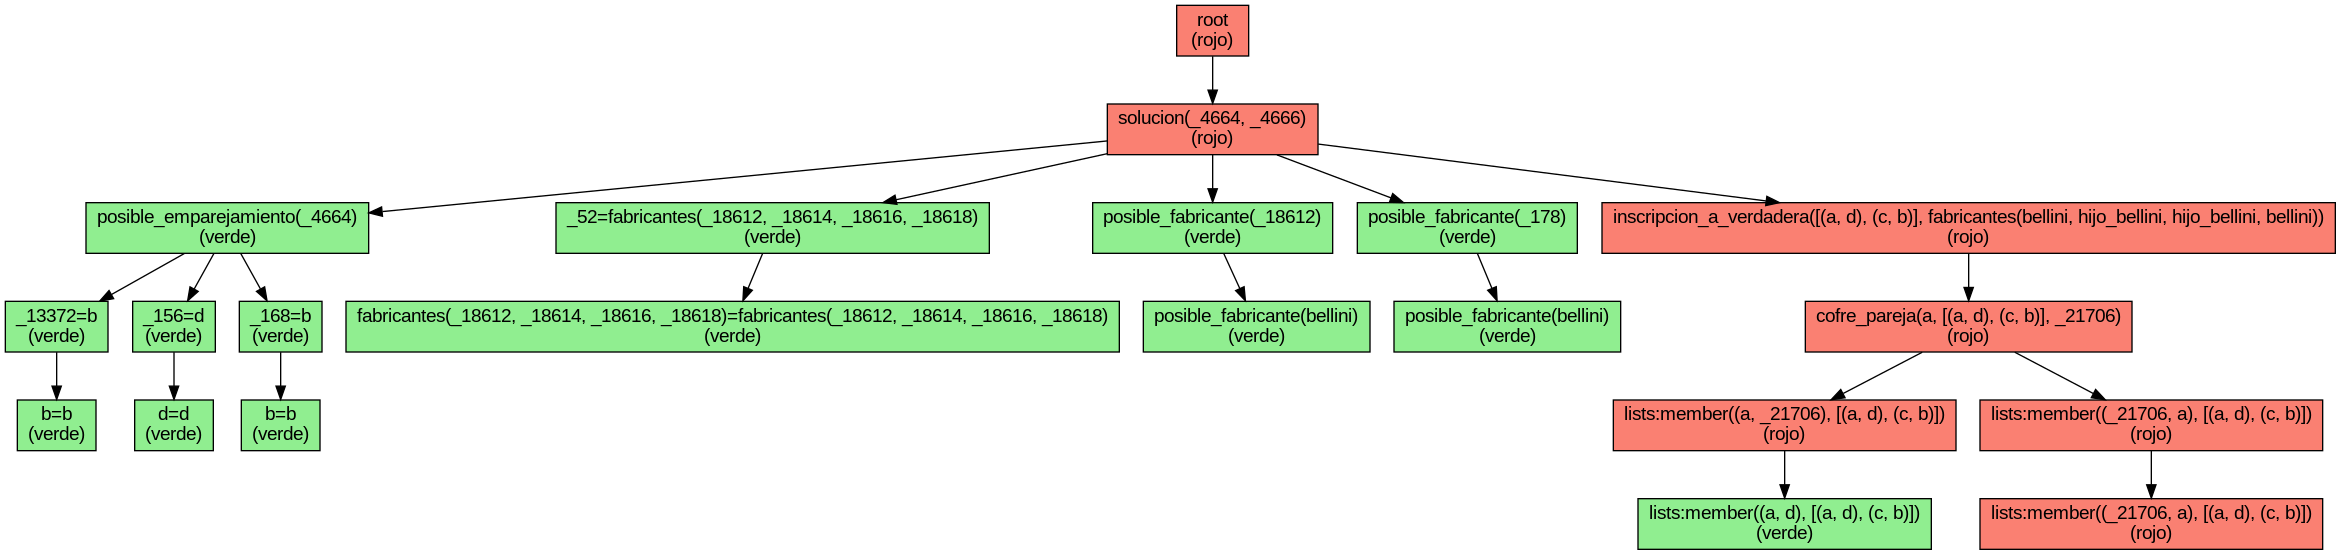 root
(rojo)
solucion(_4664, _4666)
(rojo)
posible_emparejamiento(_4664)
(verde)
_52=fabricantes(_18612, _18614, _18616, _18618)
(verde)
posible_fabricante(_18612)
(verde)
posible_fabricante(_178)
(verde)
inscripcion_a_verdadera([(a, d), (c, b)], fabricantes(bellini, hijo_bellini, hijo_bellini, bellini))
(rojo)
_13372=b
(verde)
_156=d
(verde)
_168=b
(verde)
fabricantes(_18612, _18614, _18616, _18618)=fabricantes(_18612, _18614, _18616, _18618)
(verde)
posible_fabricante(bellini)
(verde)
posible_fabricante(bellini)
(verde)
cofre_pareja(a, [(a, d), (c, b)], _21706)
(rojo)
b=b
(verde)
d=d
(verde)
b=b
(verde)
lists:member((a, _21706), [(a, d), (c, b)])
(rojo)
lists:member((_21706, a), [(a, d), (c, b)])
(rojo)
lists:member((a, d), [(a, d), (c, b)])
(verde)
lists:member((_21706, a), [(a, d), (c, b)])
(rojo)